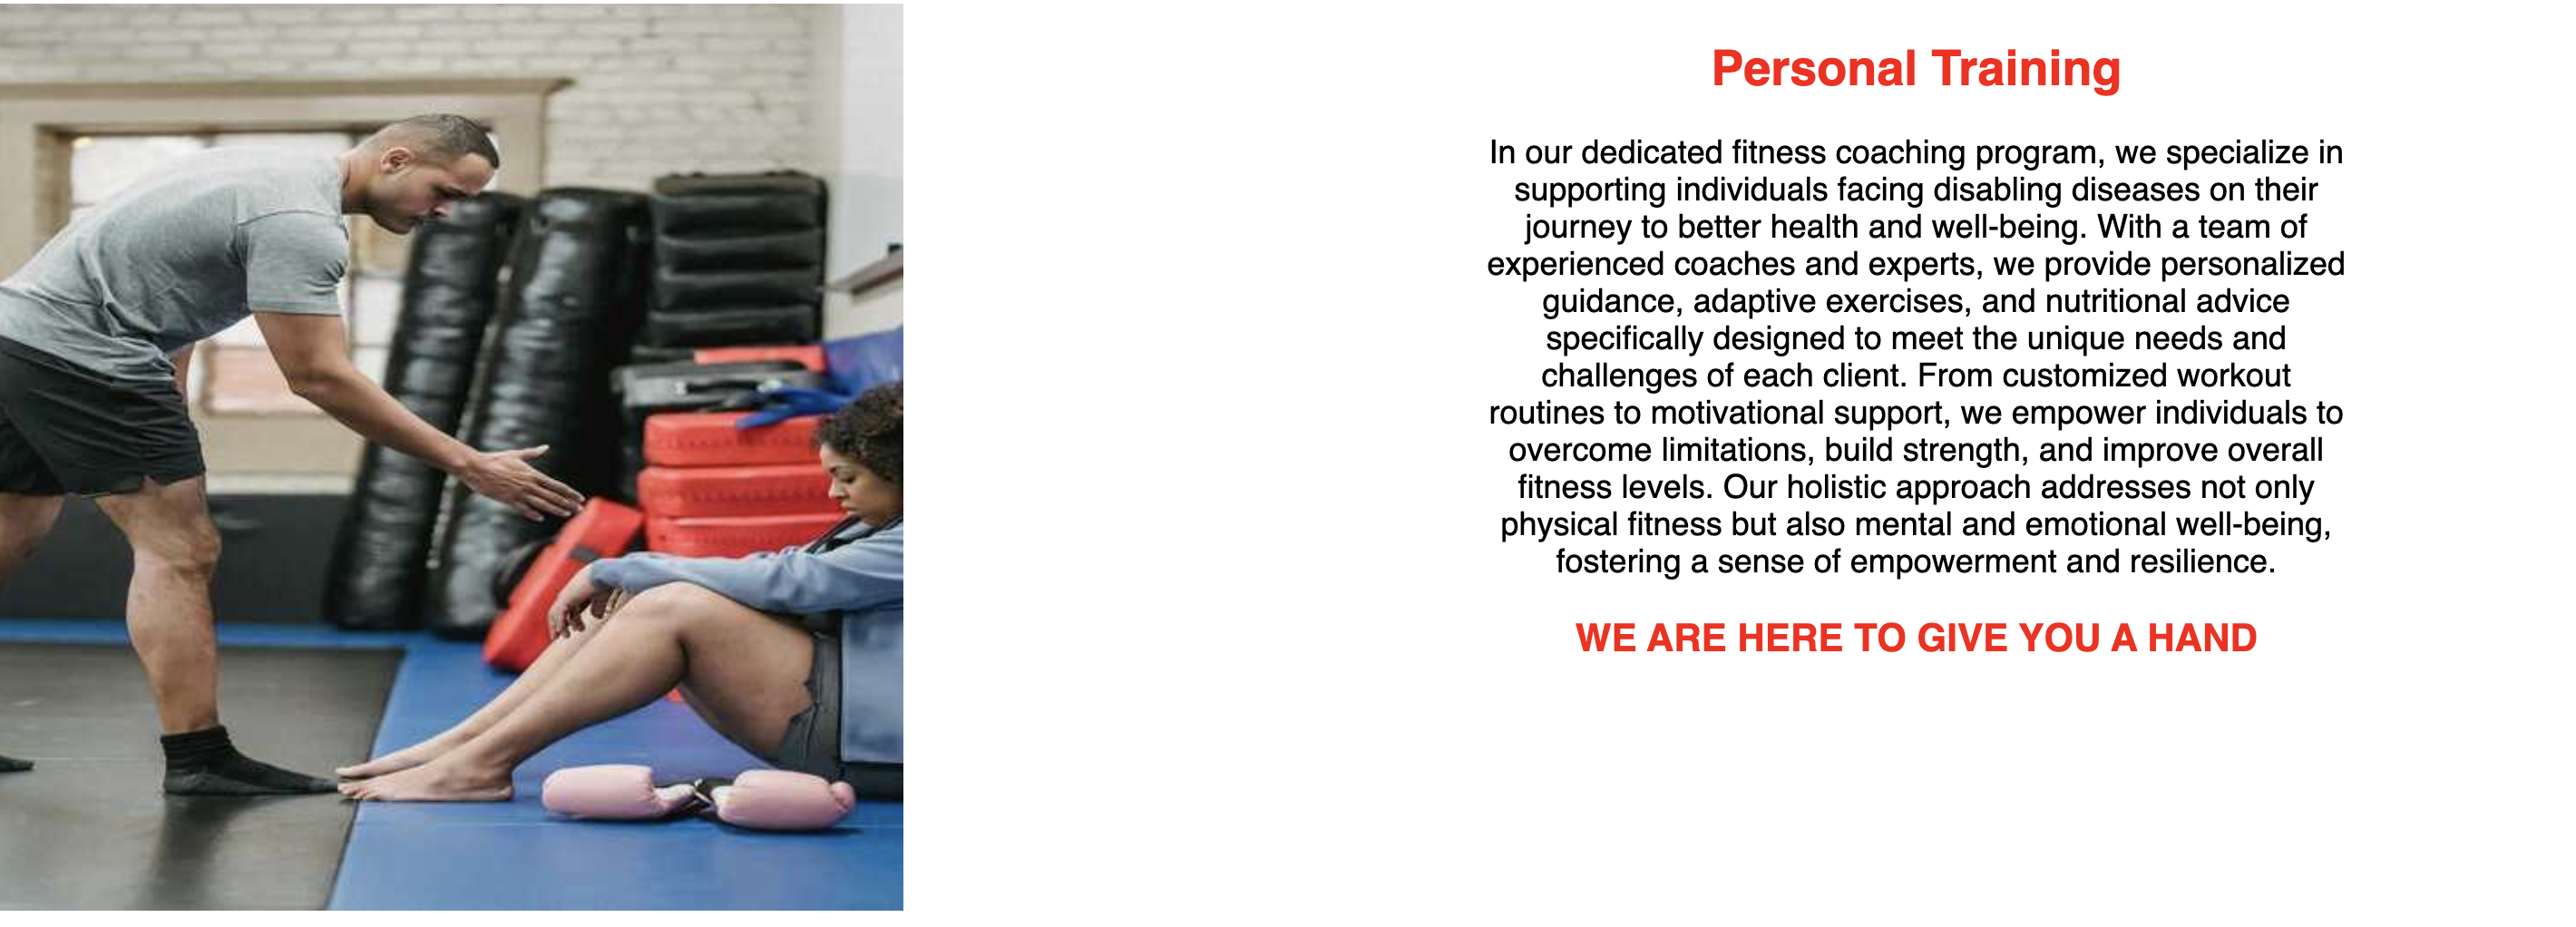 Personal Training
In our dedicated fitness coaching program, we specialize in
supporting individuals facing disabling diseases on their
journey to better health and well-being. With a team of
experienced coaches and experts, we provide personalized
guidance, adaptive exercises, and nutritional advice
specifically designed to meet the unique needs and
challenges of each client. From customized workout
routines to motivational support, we empower individuals to
overcome limitations, build strength, and improve overall
fitness levels. Our holistic approach addresses not only
physical fitness but also mental and emotional well-being,
fostering a sense of empowerment and resilience.
WE ARE HERE TO GIVE YOU A HAND